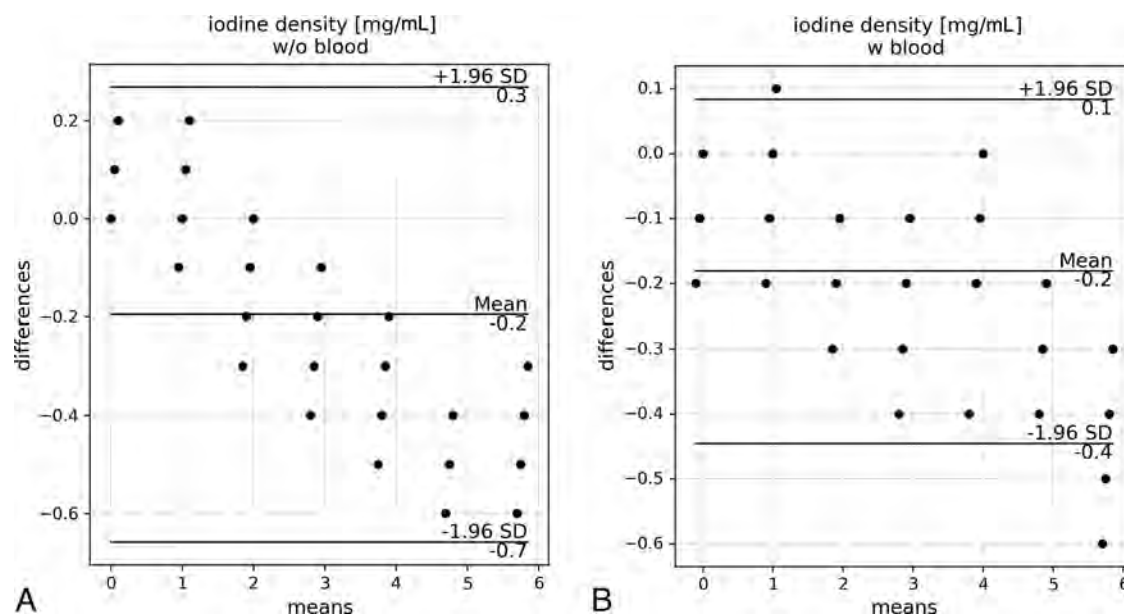 iodine density [mg/mL]
w/o blood
+1.96 SD
0.3
0.2
0.0
Mean
−0.2
-0.2
−0.4
−0.6
-1.96 SD
-0.7
differences
0 1 2 3 4 5 6
means
A
iodine density [mg/mL]
w blood
0.1
+1.96 SD
0.1
0.0
−0.1
Mean
−0.2
-0.2
−0.3
−0.4
-1.96 SD
-0.4
−0.5
−0.6
differences
0 1 2 3 4 5 6
means
B